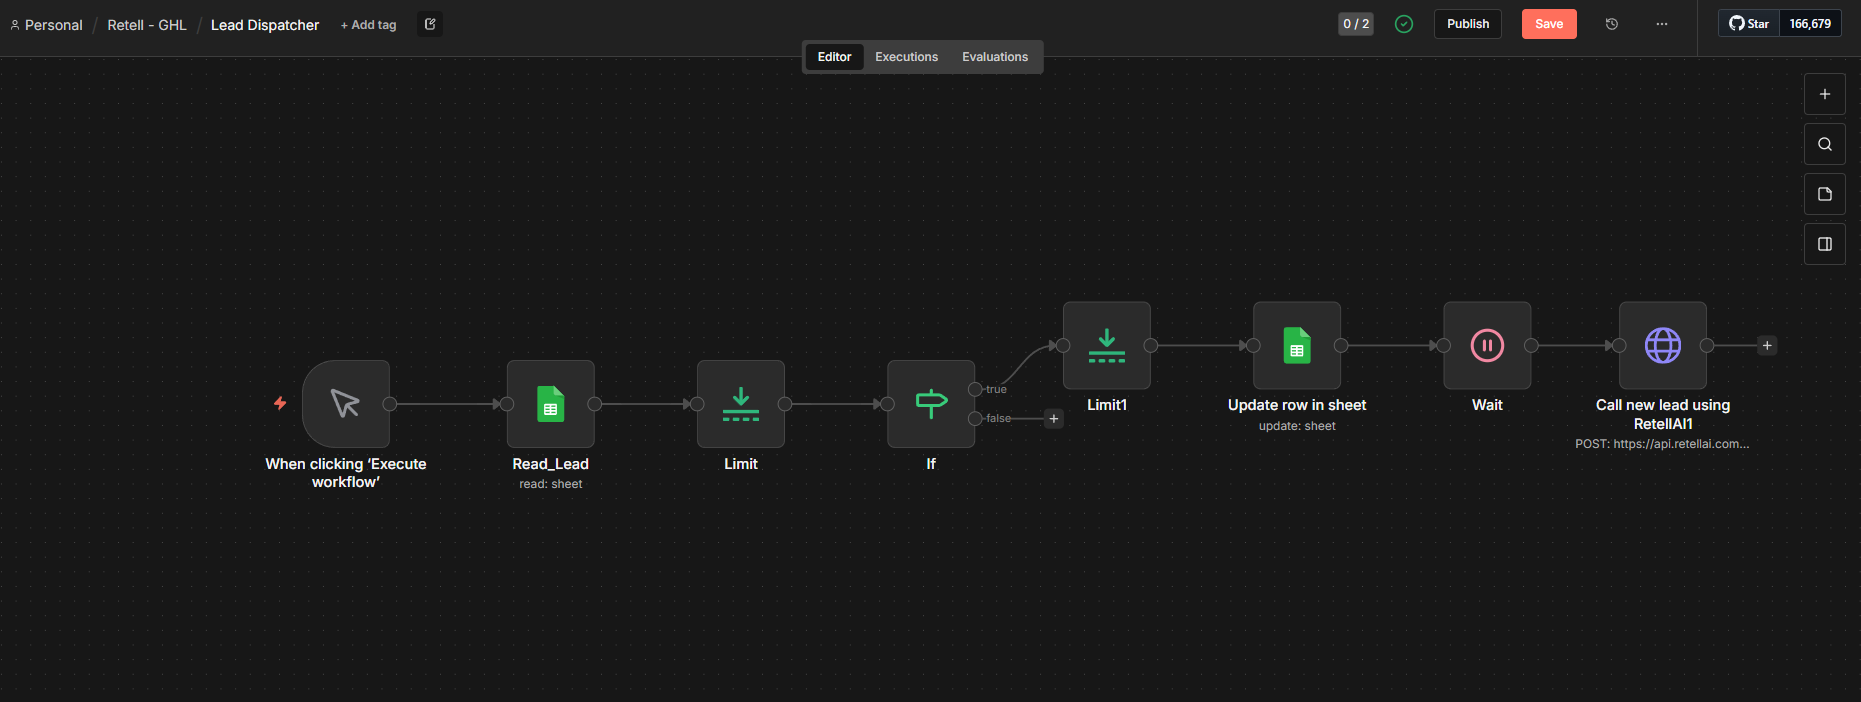 Personal / Retell - GHL / Lead Dispatcher + Add tag
0 / 2
Publish
Save
Star 166,679
Editor Executions Evaluations
true
false
When clicking ‘Execute
workflow’
Read_Lead
read: sheet
Limit
If
Limit1
Update row in sheet
update: sheet
Wait
Call new lead using
RetellAI1
POST: https://api.retellai.com...